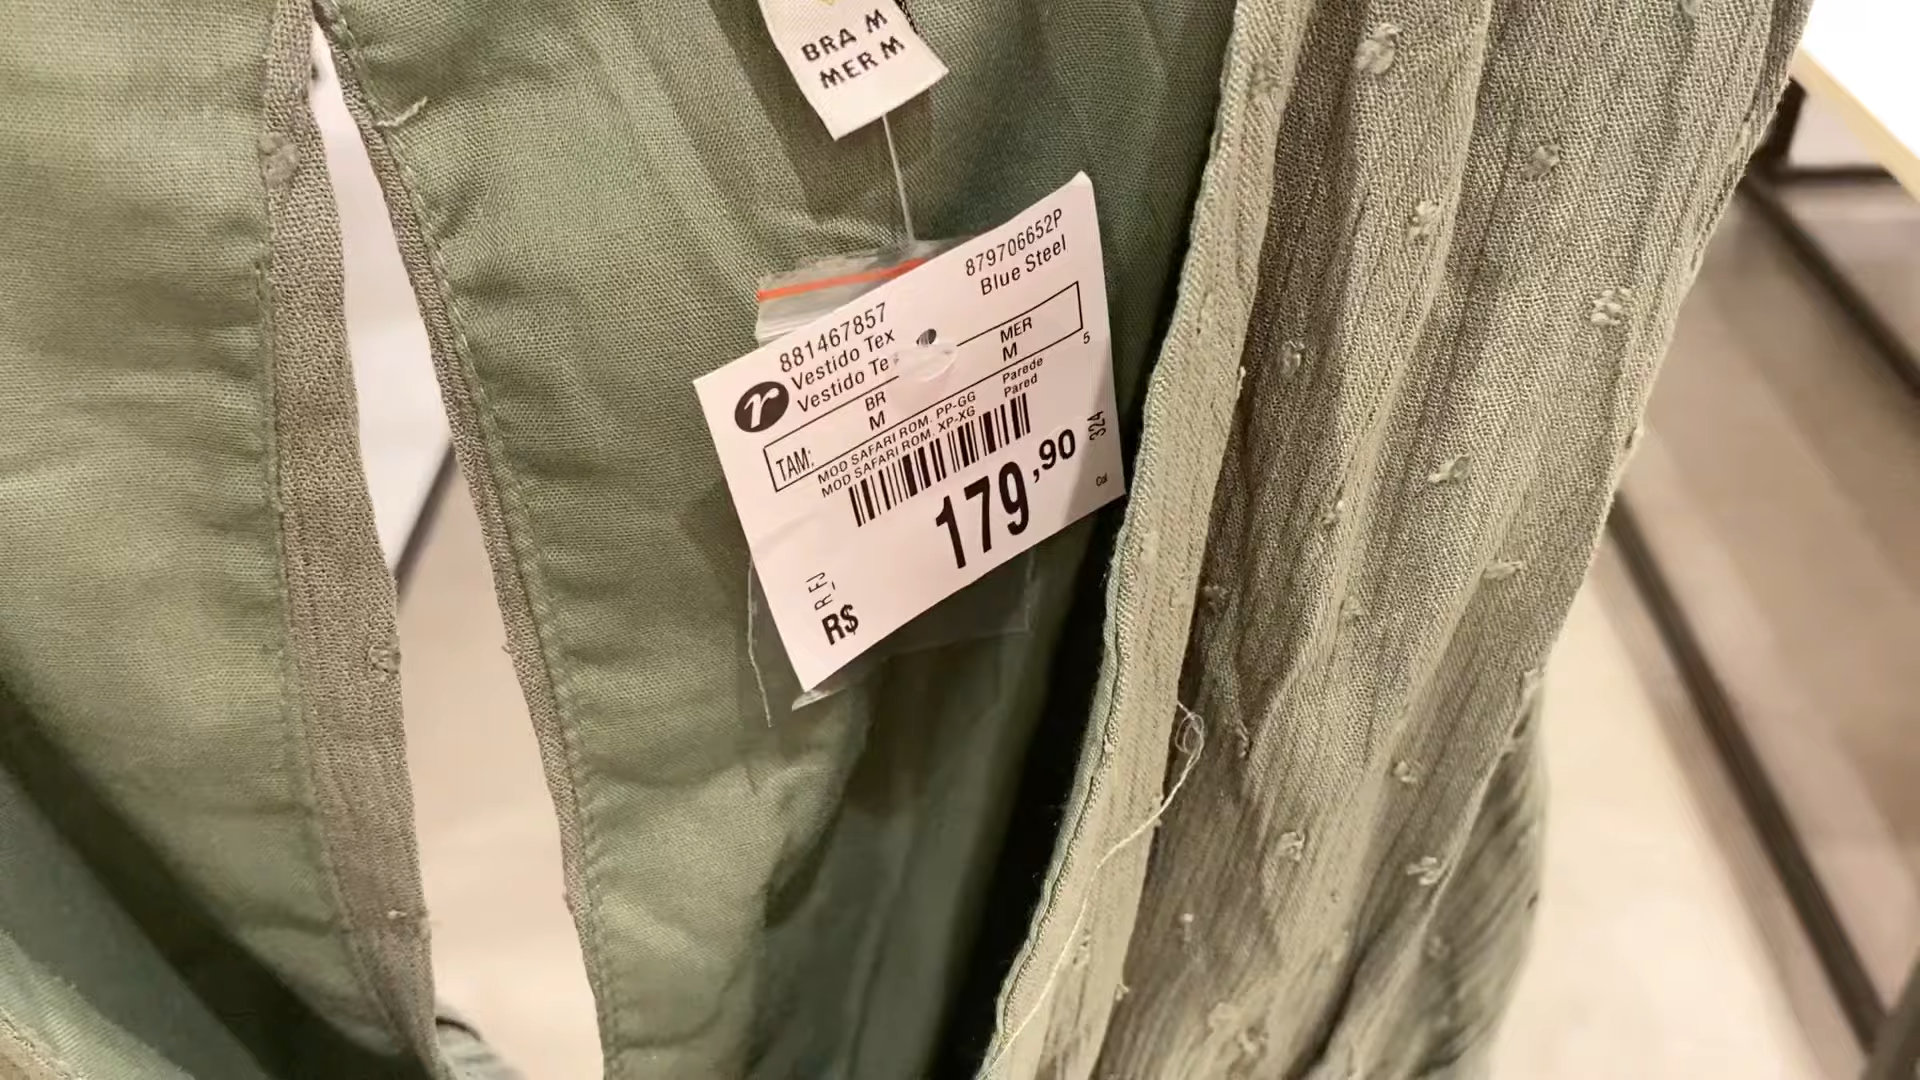 BRA M
MER M
879706652P
Blue Steel
881467857
Vestido Tex
Vestido Te
TAM:
BR
M
MER
M
5
MOD SAFARI ROM. PP-GG
MOD SAFARI ROM. XP-XG
Parede
Pared
324
Cal
R$
179,90
R_FJ